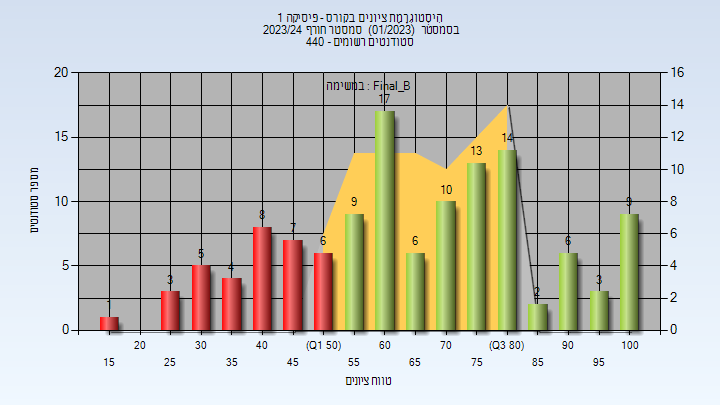 היסטוגרמת ציונים בקורס - פיסיקה 1
בסמסטר (01/2023) סמסטר חורף 2023/24
סטודנטים רשומים - 440
במשימה : Final_B
מספר סטודנטים
20 15 10 5 0
16 14 12 10 8 6 4 2 0
1 3 5 4 8 7 6 9 17 6 10 13 14 2 6 3 9
20 30 40 (Q1 50) 60 70 (Q3 80) 90 100
15 25 35 45 55 65 75 85 95
טווח ציונים